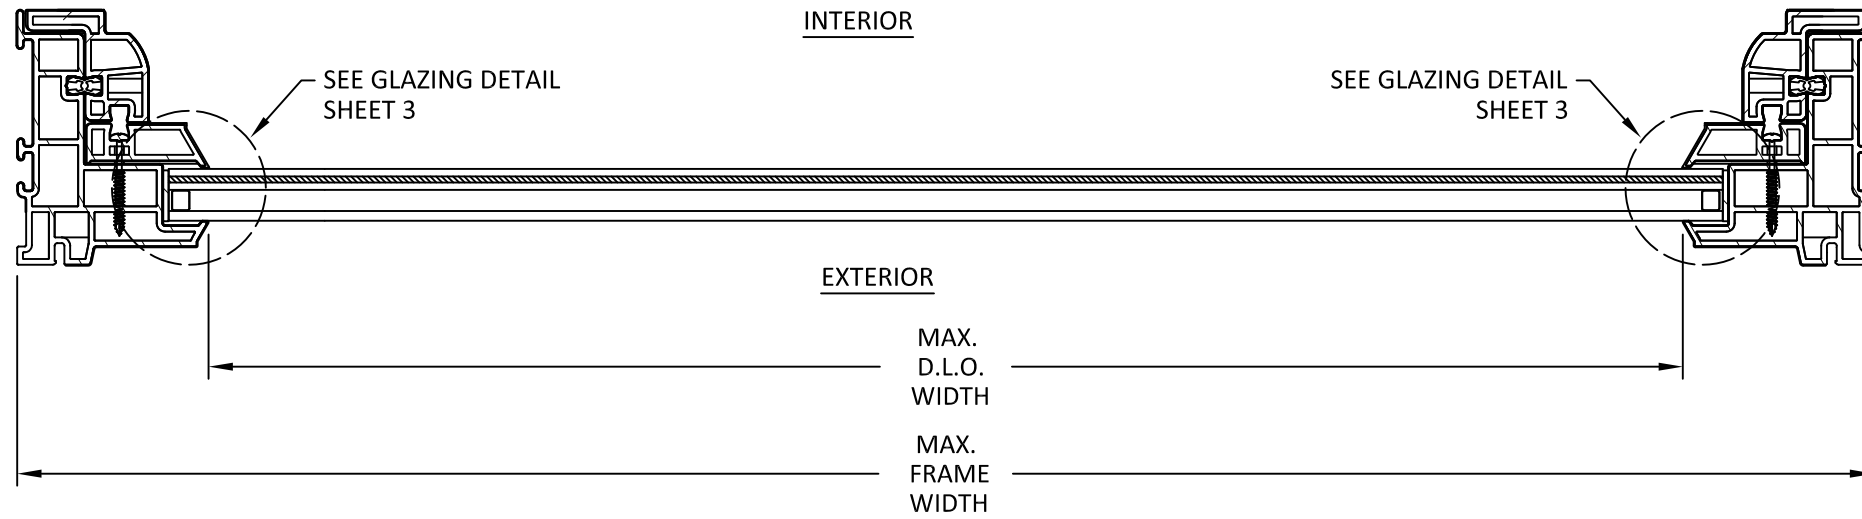 INTERIOR
SEE GLAZING DETAIL
SHEET 3
SEE GLAZING DETAIL
SHEET 3
EXTERIOR
MAX.
D.L.O.
WIDTH
MAX.
FRAME
WIDTH